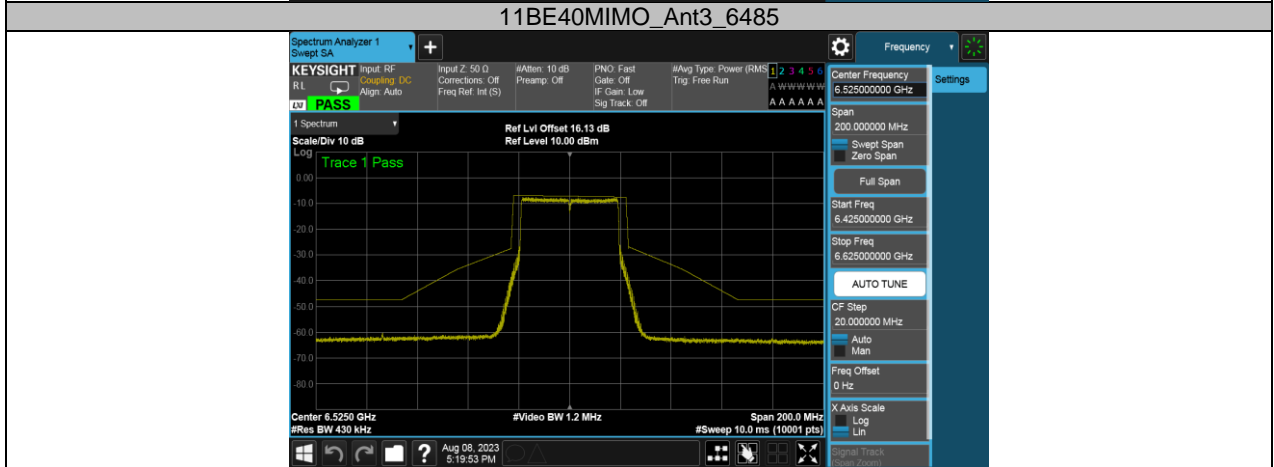 11BE40MIMO_Ant3_6485
Spectrum Analyzer 1
Swept SA
+
Frequency
KEYSIGHT
RL
LXI PASS
Input: RF
Coupling: DC
Align: Auto
Input Z: 50 Ω
Corrections: Off
Freq Ref: Int (S)
#Atten: 10 dB
Preamp: Off
PNO: Fast
Gate: Off
IF Gain: Low
Sig Track: Off
#Avg Type: Power (RMS
Trig: Free Run
1 2 3 4 5 6
A W W W W W
A A A A A A
Center Frequency
6.525000000 GHz
Settings
Span
200.000000 MHz
Swept Span
Zero Span
Full Span
Start Freq
6.425000000 GHz
Stop Freq
6.625000000 GHz
AUTO TUNE
CF Step
20.000000 MHz
Auto
Man
Freq Offset
0 Hz
X Axis Scale
Log
Lin
Signal Track
(Span Zoom)
1 Spectrum
Scale/Div 10 dB
Ref Lvl Offset 16.13 dB
Ref Level 10.00 dBm
Log
Trace 1 Pass
0.00
-10.0
-20.0
-30.0
-40.0
-50.0
-60.0
-70.0
-80.0
Center 6.5250 GHz
#Res BW 430 kHz
#Video BW 1.2 MHz
Span 200.0 MHz
#Sweep 10.0 ms (10001 pts)
?
Aug 08, 2023
5:19:53 PM